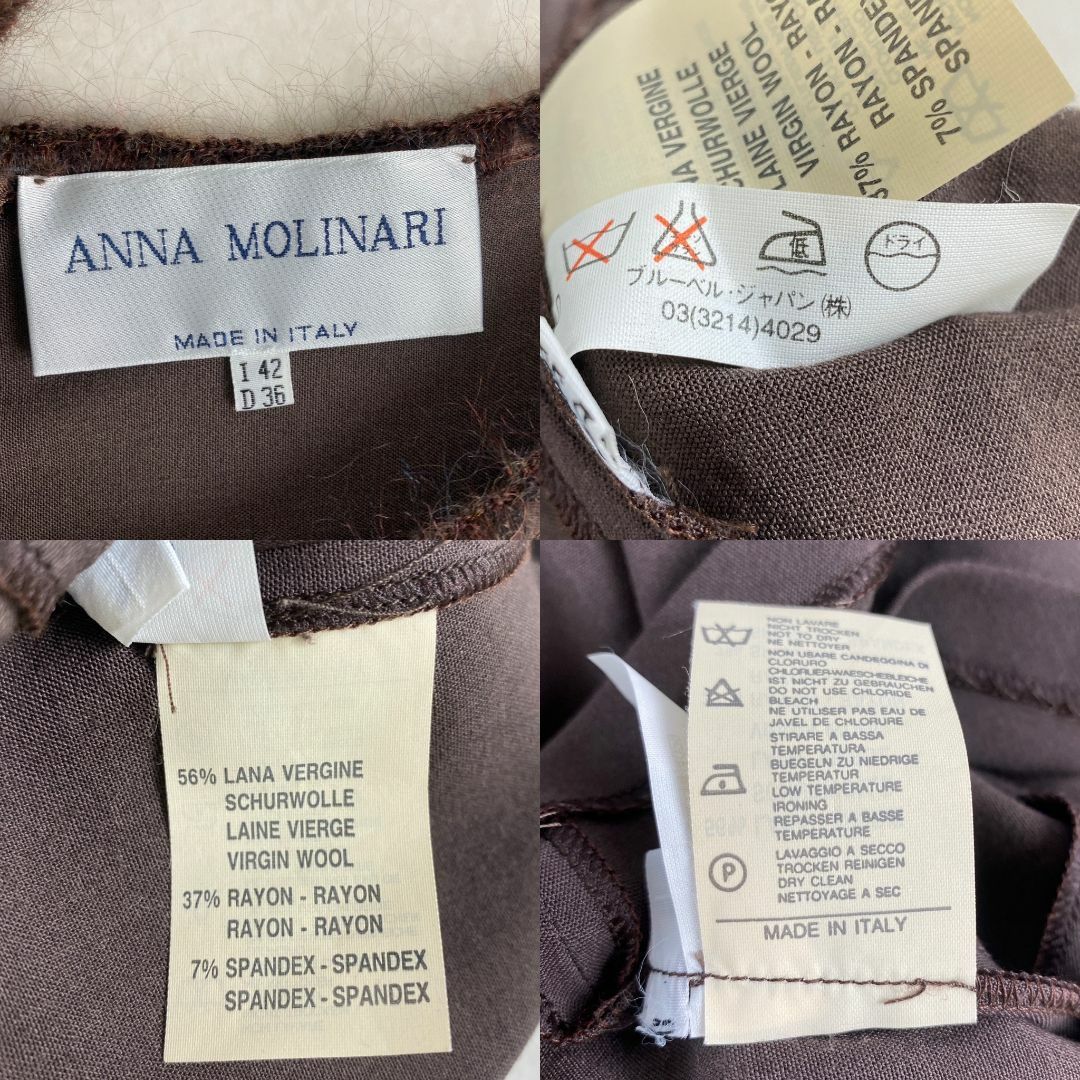 ANNA MOLINARI
MADE IN ITALY
I 42
D 36
VERGINE
LAINE VIERGE
VIRGIN WOOL
37% RAYON - RAYON
RAYON -
7% SPANDEX
低
ドライ
ブルーベル・ジャパン(株)
03(3214)4029
56% LANA VERGINE
SCHURWOLLE
LAINE VIERGE
VIRGIN WOOL
37% RAYON - RAYON
RAYON - RAYON
7% SPANDEX - SPANDEX
SPANDEX - SPANDEX
NON LAVARE
NICHT TROCKEN
NOT TO DRY
NE NETTOYER
NON USARE CANDEGGINA DI
CLORURO
CHLORUER-WAESCHEBLEICHE
IST NICHT ZU GEBRAUCHEN
DO NOT USE CHLORIDE
BLEACH
NE UTILISER PAS EAU DE
JAVEL DE CHLORURE
STIRARE A BASSA
TEMPERATURA
BUEGELN ZU NIEDRIGE
TEMPERATUR
LOW TEMPERATURE
IRONING
REPASSER A BASSE
TEMPERATURE
P
LAVAGGIO A SECCO
TROCKEN REINIGEN
DRY CLEAN
NETTOYAGE A SEC
MADE IN ITALY